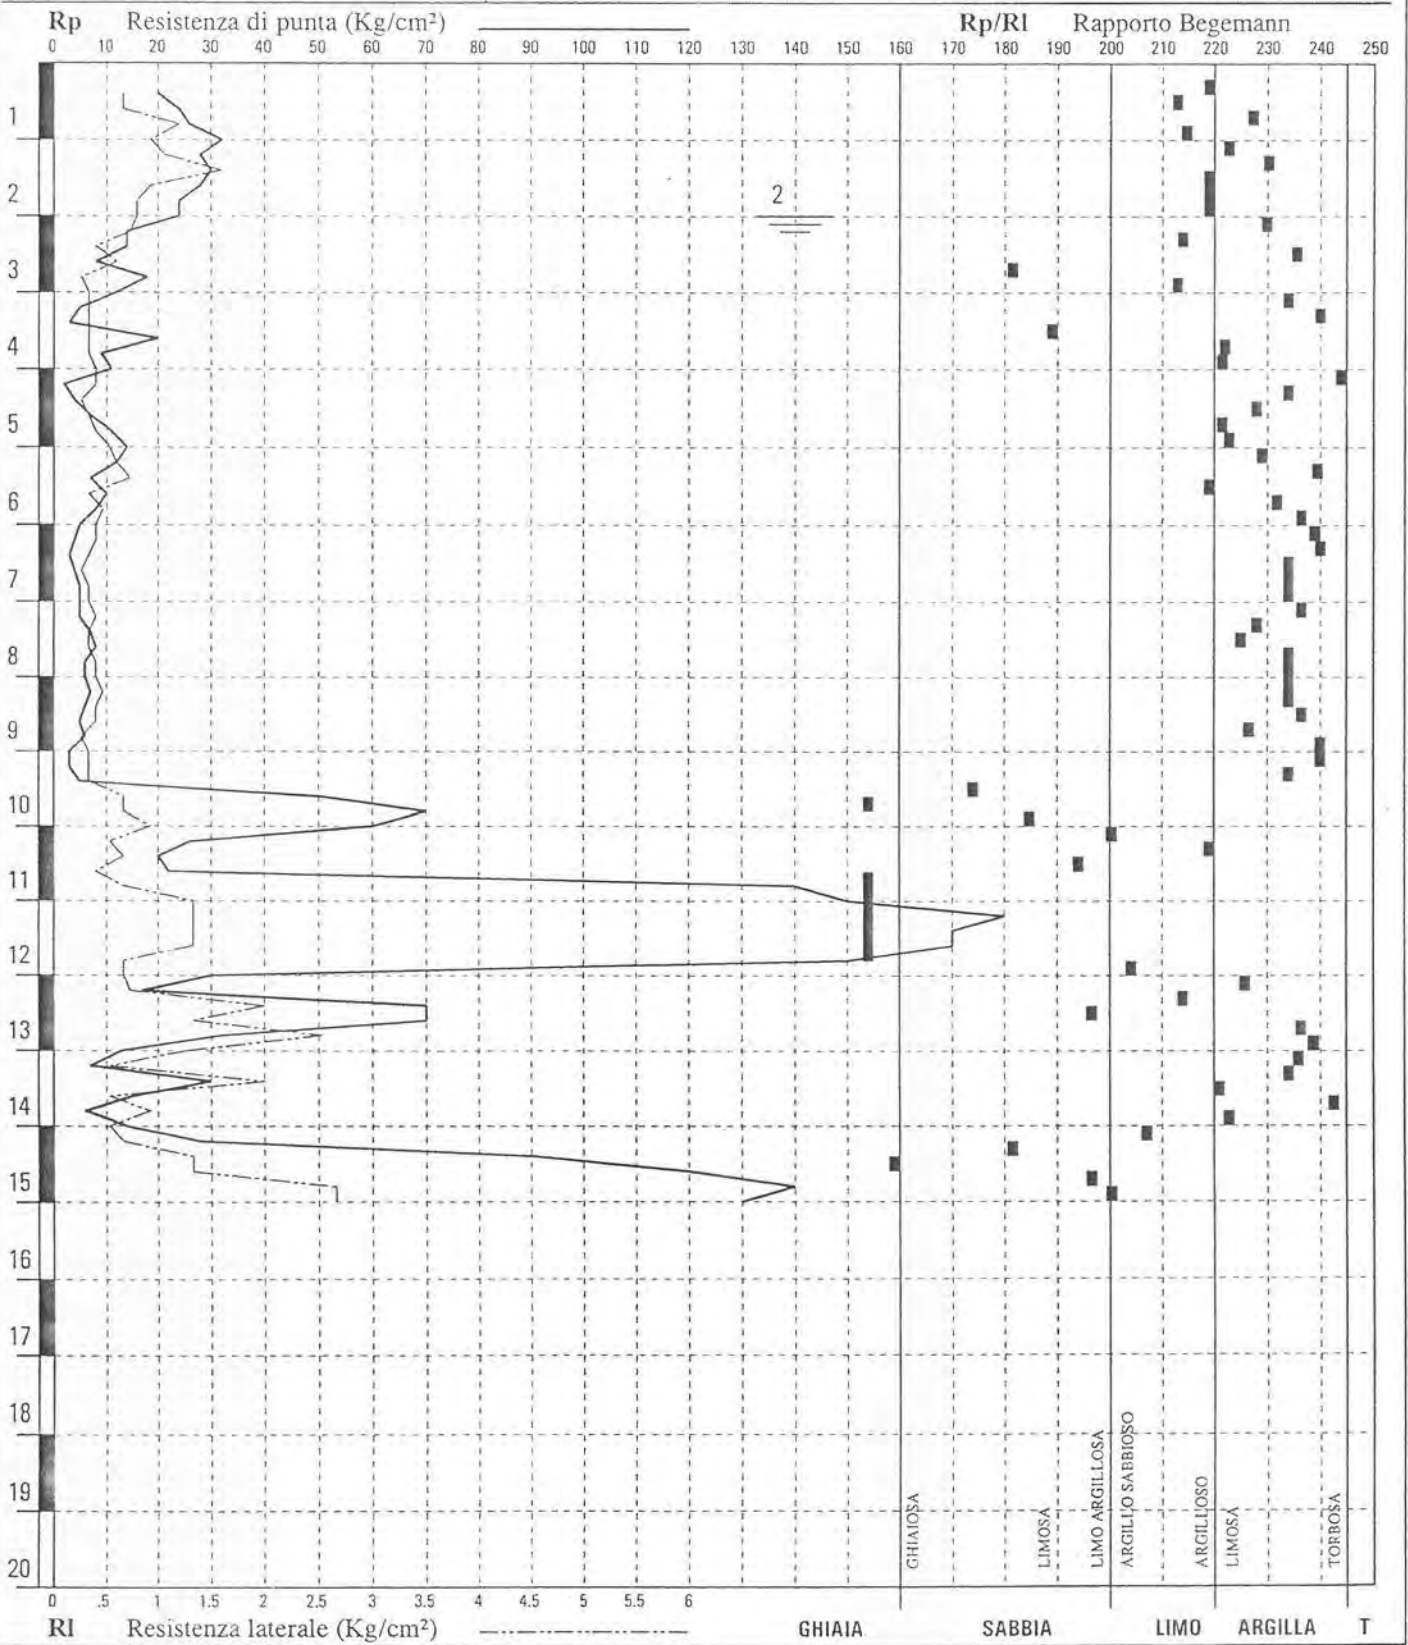 Rp Resistenza di punta (Kg/cm²) Rp/Rl Rapporto Begemann
0 10 20 30 40 50 60 70 80 90 100 110 120 130 140 150 160 170 180 190 200 210 220 230 240 250
1
2
2
3
4
5
6
7
8
9
10
11
12
13
14
15
16
17
18
19
20
GHIAIOSA
LIMOSA
LIMO ARGILLOSA
ARGILLO SABBIOSO
ARGILLOSO
LIMOSA
TORBOSA
0 .5 1 1.5 2 2.5 3 3.5 4 4.5 5 5.5 6
Rl Resistenza laterale (Kg/cm²) GHIAIA SABBIA LIMO ARGILLA T